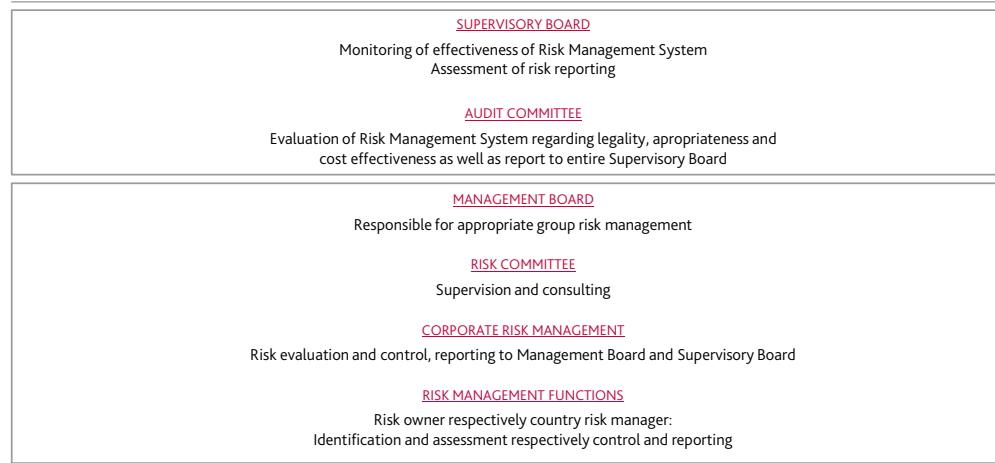 SUPERVISORY BOARD
Monitoring of effectiveness of Risk Management System
Assessment of risk reporting
AUDIT COMMITTEE
Evaluation of Risk Management System regarding legality, apropriateness and
cost effectiveness as well as report to entire Supervisory Board
MANAGEMENT BOARD
Responsible for appropriate group risk management
RISK COMMITTEE
Supervision and consulting
CORPORATE RISK MANAGEMENT
Risk evaluation and control, reporting to Management Board and Supervisory Board
RISK MANAGEMENT FUNCTIONS
Risk owner respectively country risk manager:
Identification and assessment respectively control and reporting